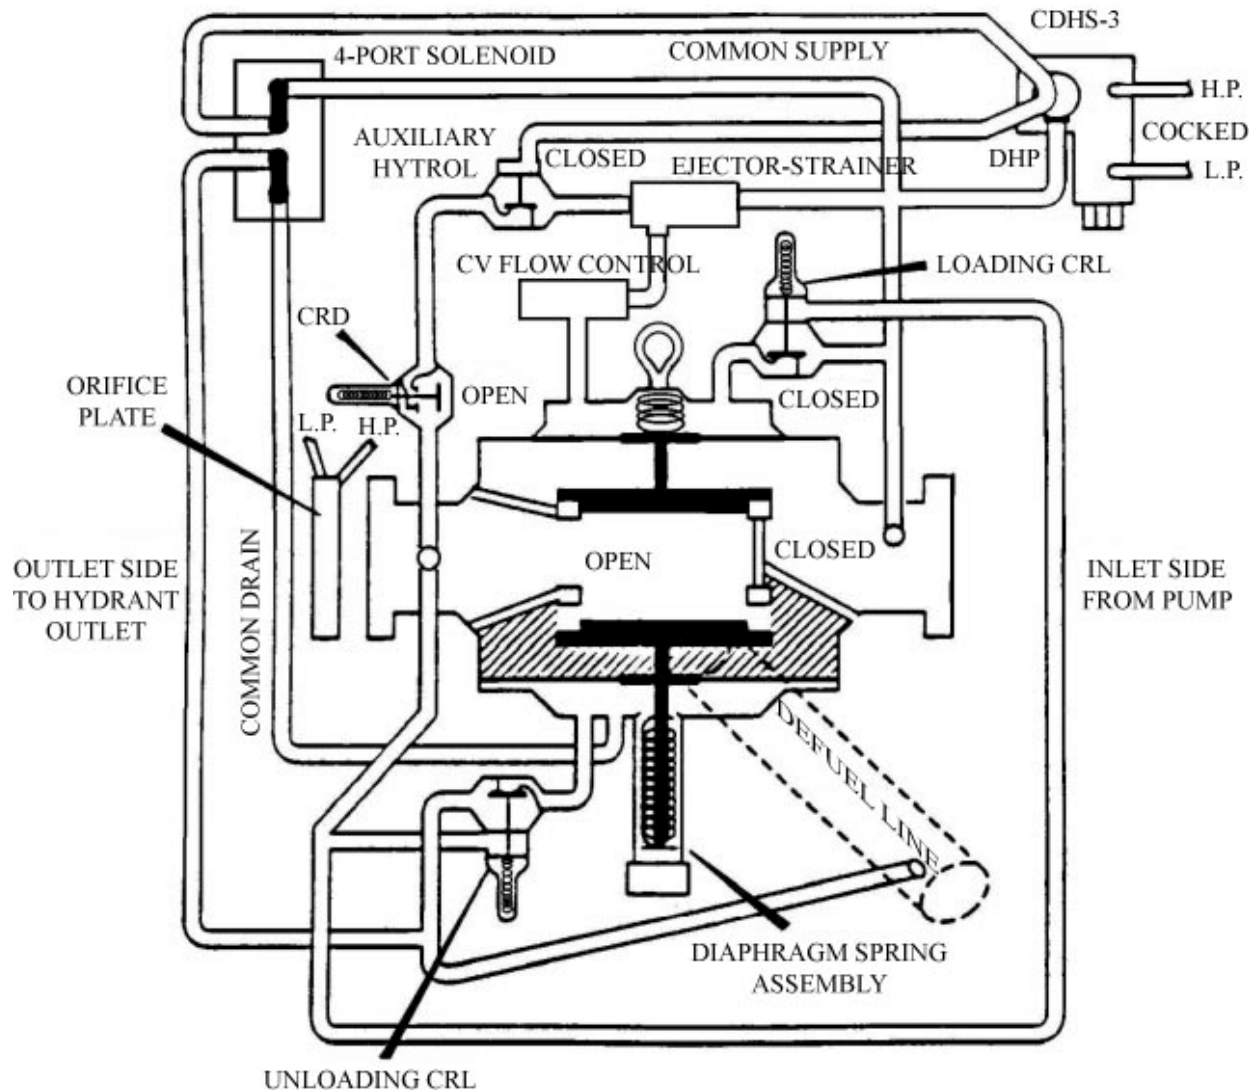 CDHS-3
4-PORT SOLENOID
COMMON SUPPLY
H.P.
COCKED
L.P.
AUXILIARY
HYTROL
CLOSED
EJECTOR-STRAINER
DHP
CV FLOW CONTROL
LOADING CRL
CRD
ORIFICE
PLATE
OPEN
CLOSED
L.P.
H.P.
OPEN
CLOSED
OUTLET SIDE
TO HYDRANT
OUTLET
COMMON DRAIN
INLET SIDE
FROM PUMP
DEFUEL LINE
DIAPHRAGM SPRING
ASSEMBLY
UNLOADING CRL